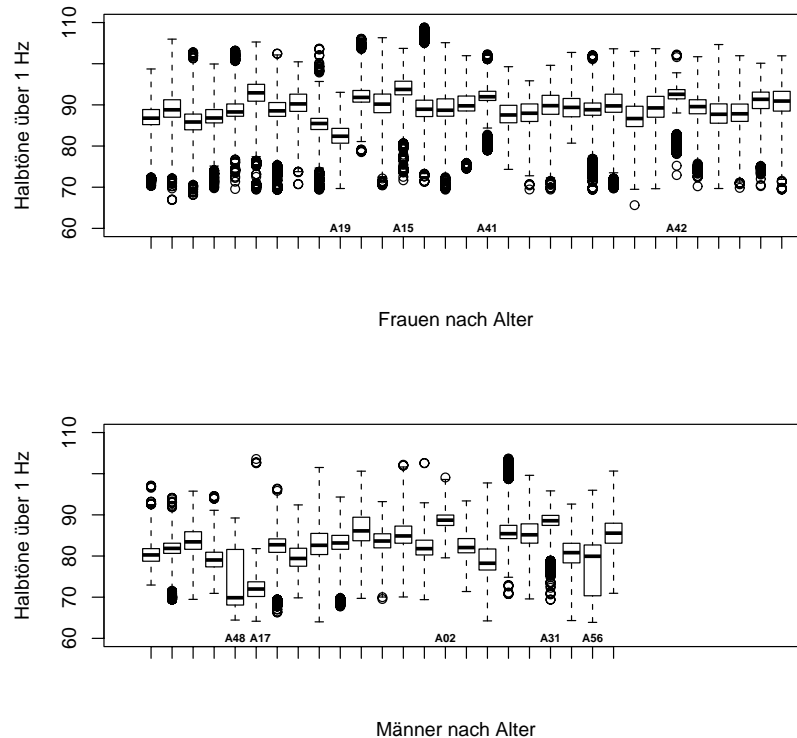 Halbtöne über 1 Hz
110
90
80
70
60
A19 A15 A41 A42
Frauen nach Alter
Halbtöne über 1 Hz
110
90
80
70
60
A48 A17 A02 A31 A56
Männer nach Alter